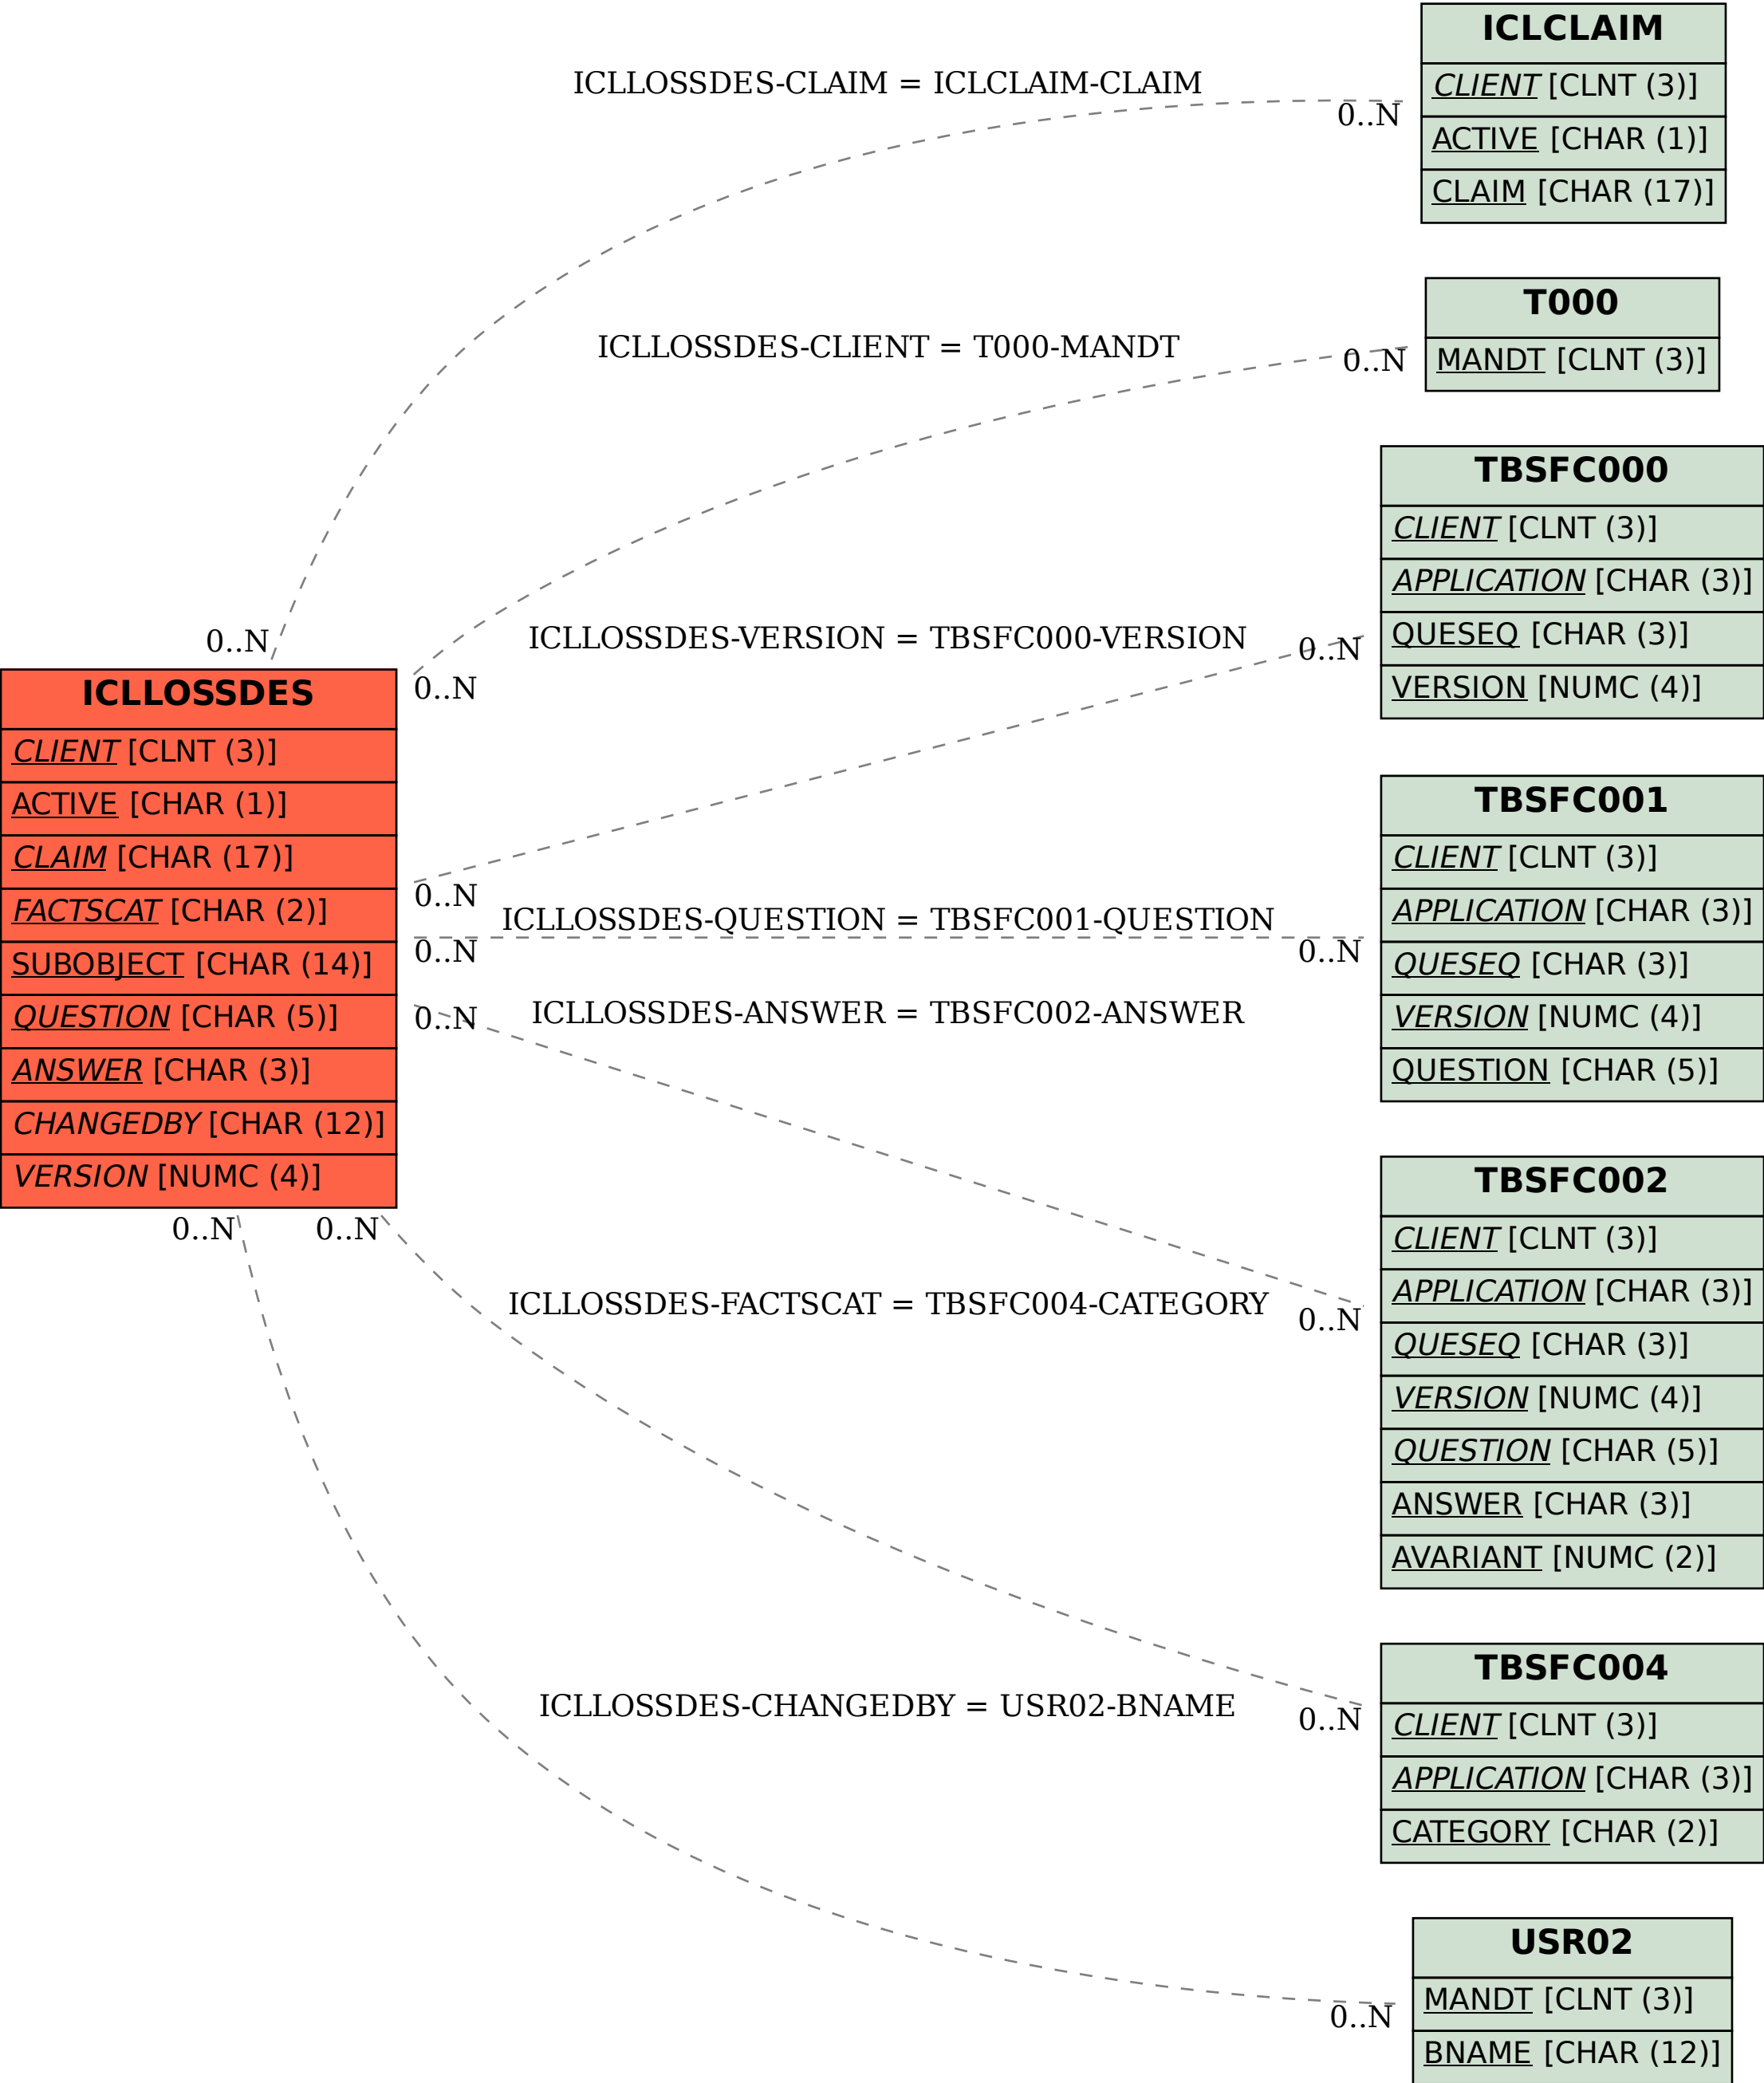 ICLCLAIM
CLIENT [CLNT (3)]
ACTIVE [CHAR (1)]
CLAIM [CHAR (17)]
ICLLOSSDES-CLAIM = ICLCLAIM-CLAIM
0..N
0..N
T000
MANDT [CLNT (3)]
ICLLOSSDES-CLIENT = T000-MANDT
0..N
0..N
TBSFC000
CLIENT [CLNT (3)]
APPLICATION [CHAR (3)]
QUESEQ [CHAR (3)]
VERSION [NUMC (4)]
ICLLOSSDES-VERSION = TBSFC000-VERSION
0..N
0..N
ICLLOSSDES
CLIENT [CLNT (3)]
ACTIVE [CHAR (1)]
CLAIM [CHAR (17)]
FACTSCAT [CHAR (2)]
SUBOBJECT [CHAR (14)]
QUESTION [CHAR (5)]
ANSWER [CHAR (3)]
CHANGEDBY [CHAR (12)]
VERSION [NUMC (4)]
TBSFC001
CLIENT [CLNT (3)]
APPLICATION [CHAR (3)]
QUESEQ [CHAR (3)]
VERSION [NUMC (4)]
QUESTION [CHAR (5)]
ICLLOSSDES-QUESTION = TBSFC001-QUESTION
0..N
0..N
ICLLOSSDES-ANSWER = TBSFC002-ANSWER
0..N
0..N
TBSFC002
CLIENT [CLNT (3)]
APPLICATION [CHAR (3)]
QUESEQ [CHAR (3)]
VERSION [NUMC (4)]
QUESTION [CHAR (5)]
ANSWER [CHAR (3)]
AVARIANT [NUMC (2)]
0..N
0..N
ICLLOSSDES-FACTSCAT = TBSFC004-CATEGORY
0..N
TBSFC004
CLIENT [CLNT (3)]
APPLICATION [CHAR (3)]
CATEGORY [CHAR (2)]
ICLLOSSDES-CHANGEDBY = USR02-BNAME
0..N
USR02
MANDT [CLNT (3)]
BNAME [CHAR (12)]